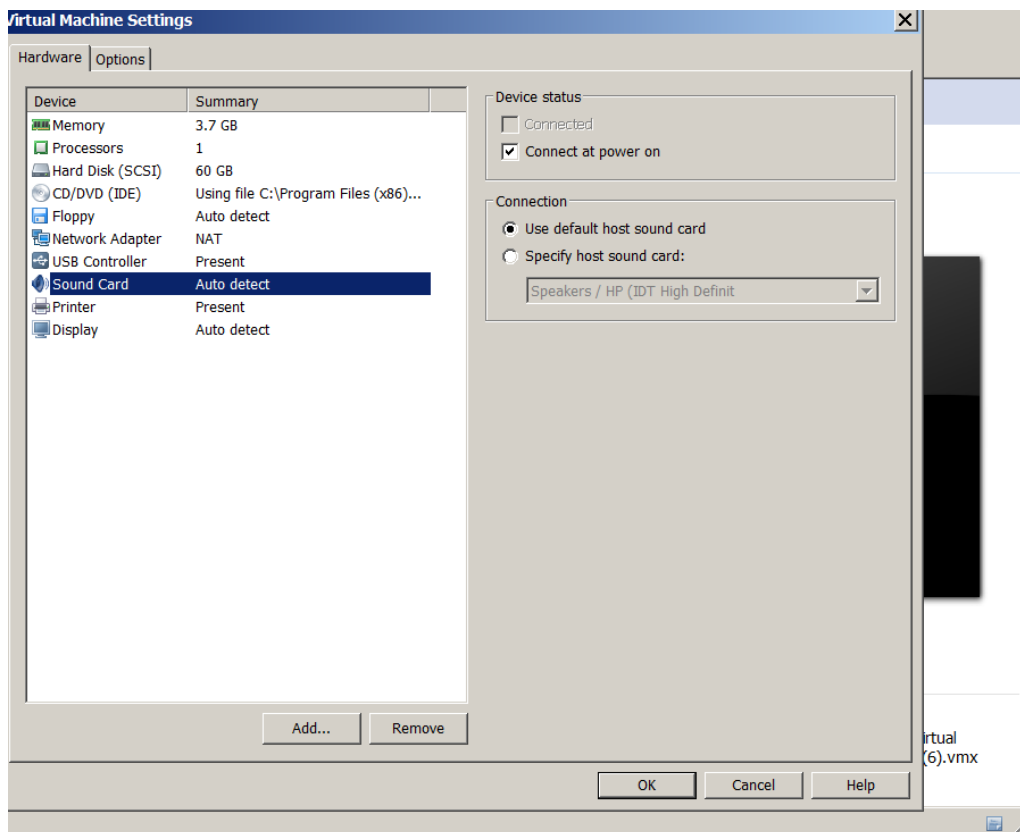 Virtual Machine Settings
Hardware Options
Device Summary
Memory 3.7 GB
Processors 1
Hard Disk (SCSI) 60 GB
CD/DVD (IDE) Using file C:\Program Files (x86)...
Floppy Auto detect
Network Adapter NAT
USB Controller Present
Sound Card Auto detect
Printer Present
Display Auto detect
Add... Remove
Device status
Connected
Connect at power on
Connection
Use default host sound card
Specify host sound card:
Speakers / HP (IDT High Definit
OK Cancel Help
irtual
(6).vmx